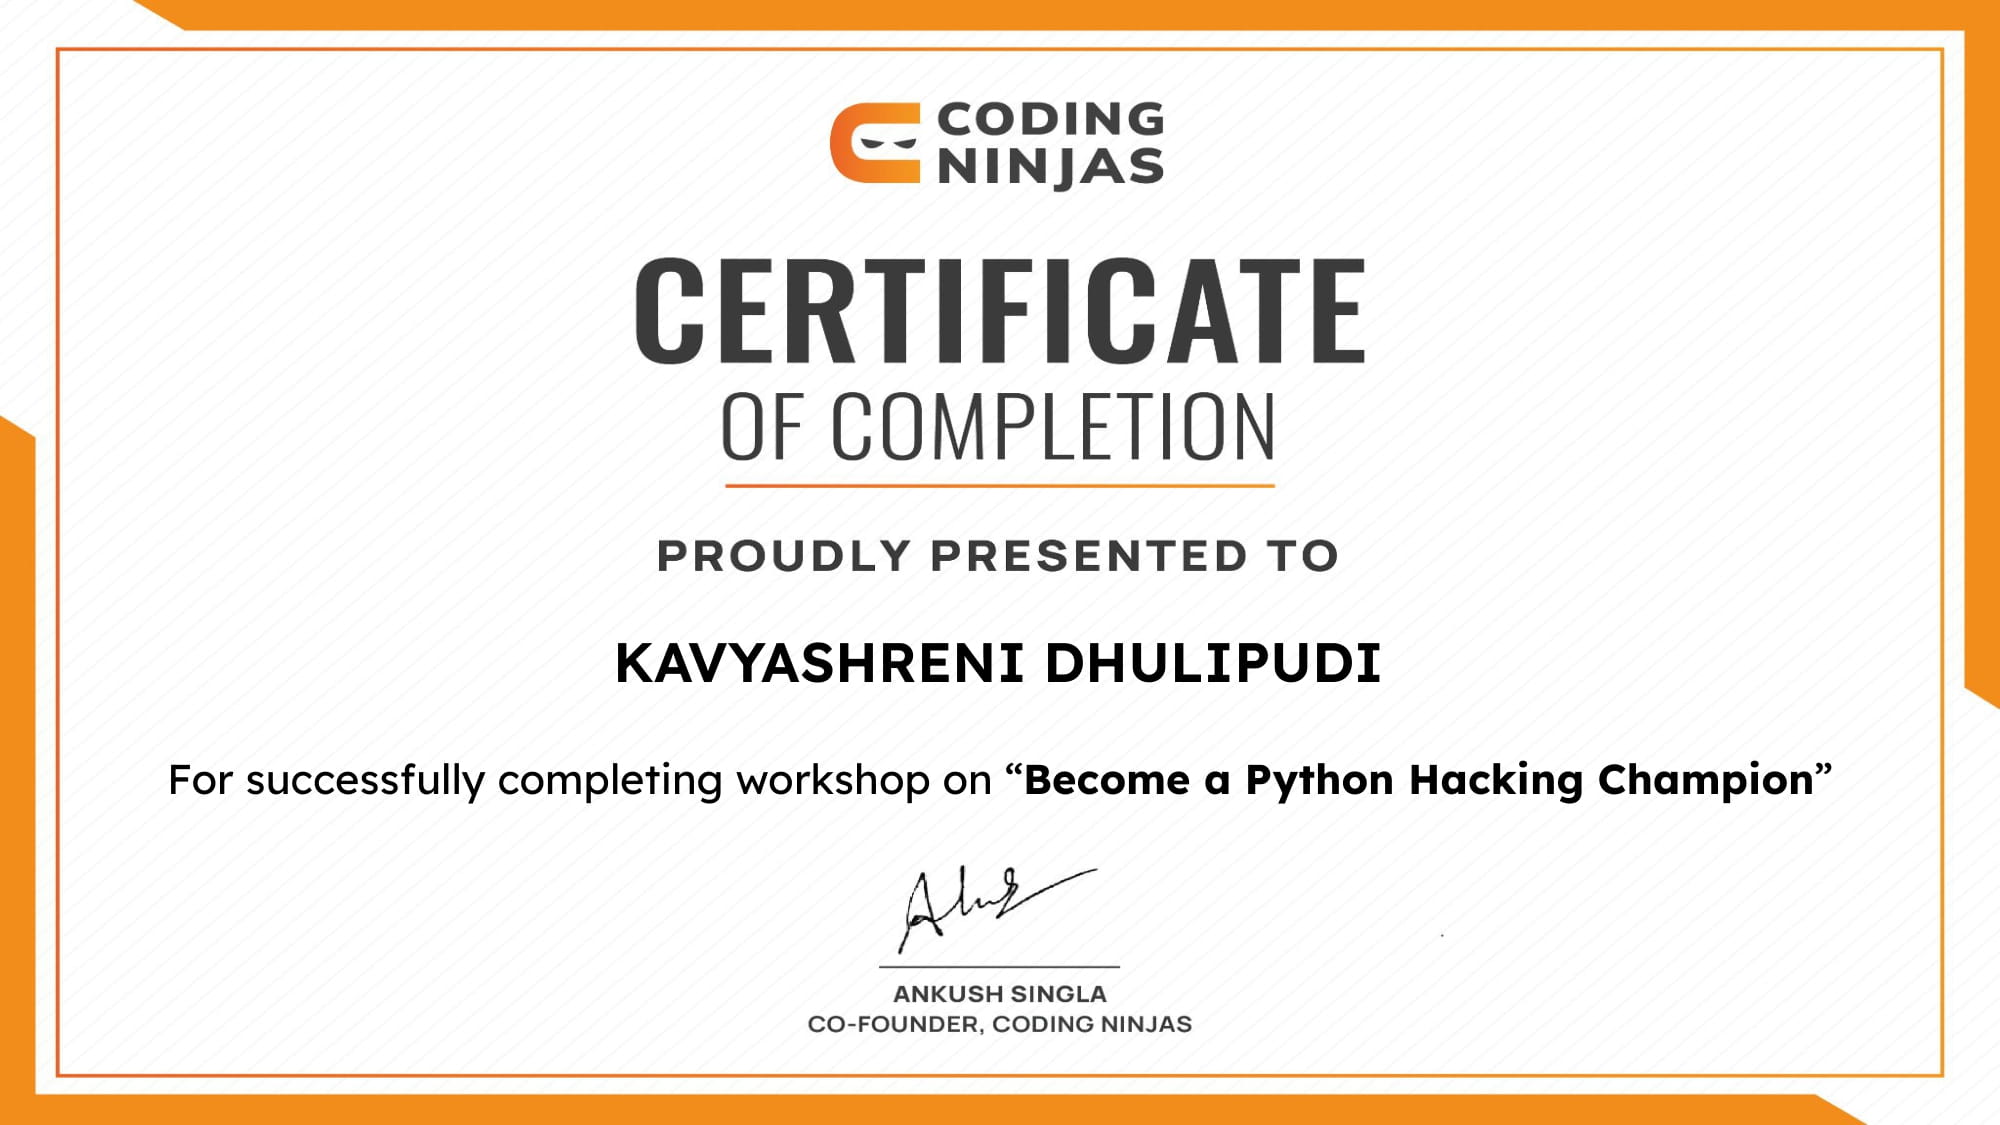 CODING
NINJAS
CERTIFICATE
OF COMPLETION
PROUDLY PRESENTED TO
KAVYASHRENI DHULIPUDI
For successfully completing workshop on “Become a Python Hacking Champion”
ANKUSH SINGLA
CO-FOUNDER, CODING NINJAS